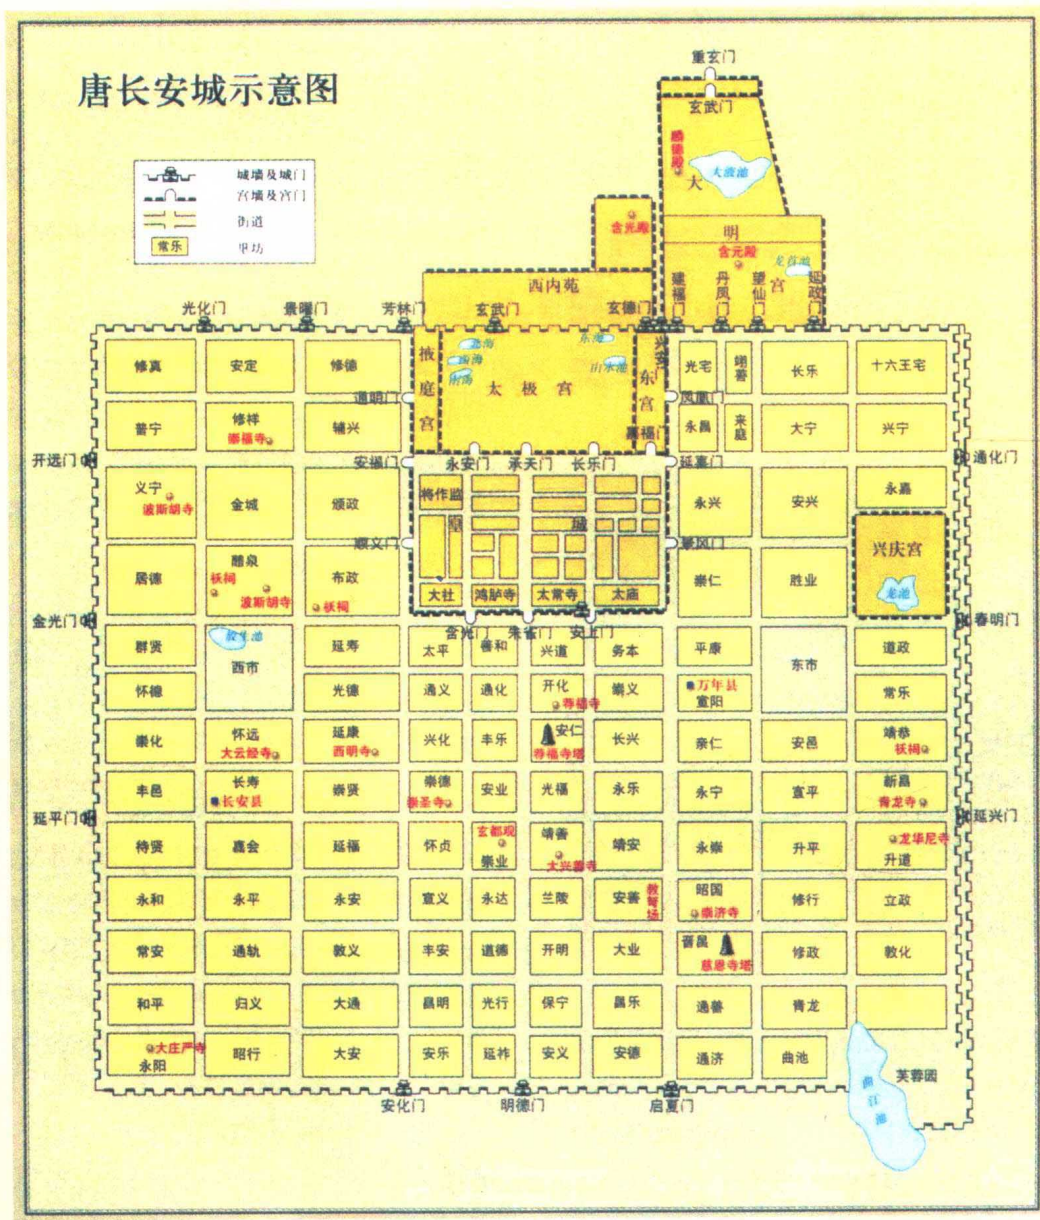 唐长安城示意图
城墙及城门
宫墙及宫门
街道
常乐
里坊
重玄门
玄武门
麟德殿
大
大液池
含光殿
明
含元殿
龙首池
宫
西内苑
建福门
丹凤门
望仙门
延政门
光化门
景曜门
芳林门
玄武门
玄德门
兴安门
修真
安定
修德
掖庭宫
北海
西海
南海
东海
山水池
太极宫
东宫
光宅
翊善
长乐
十六王宅
通明门
凤凰门
普宁
修祥
崇福寺
辅兴
嘉福门
永昌
来庭
大宁
兴宁
开远门
安福门
永安门
承天门
长乐门
延喜门
通化门
义宁
波斯胡寺
金城
颁政
将作监
皇
城
永兴
安兴
永嘉
顺义门
景风门
兴庆宫
龙池
居德
醴泉
祆祠
波斯胡寺
布政
祆祠
大社
鸿胪寺
太常寺
太庙
崇仁
胜业
金光门
含光门
朱雀门
安上门
春明门
群贤
放生池
西市
延寿
太平
善和
兴道
务本
平康
东市
道政
怀德
光德
通义
通化
开化
荐福寺
崇义
万年县
宣阳
常乐
崇化
怀远
大云经寺
延康
西明寺
兴化
丰乐
安仁
荐福寺塔
长兴
亲仁
安邑
靖恭
祆祠
丰邑
长寿
长安县
崇贤
崇德
崇圣寺
安业
光福
永乐
永宁
宣平
新昌
青龙寺
延平门
延兴门
待贤
嘉会
延福
怀贞
玄都观
崇业
靖善
大兴善寺
靖安
永崇
升平
龙华尼寺
升道
永和
永平
永安
宣义
永达
兰陵
安善
教弩场
昭国
崇济寺
修行
立政
常安
通轨
敦义
丰安
道德
开明
大业
晋昌
慈恩寺塔
修政
敦化
和平
归义
大通
昌明
光行
保宁
昌乐
通善
青龙
大庄严寺
永阳
昭行
大安
安乐
延祚
安义
安德
通济
曲池
曲江池
芙蓉园
安化门
明德门
启夏门